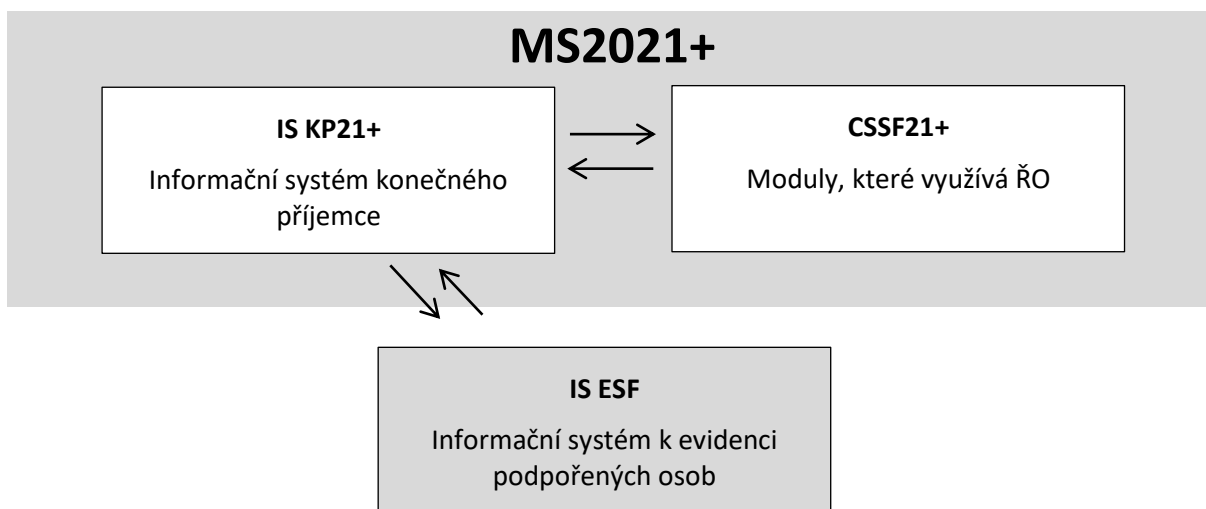 MS2021+
IS KP21+
Informační systém konečného
příjemce
CSSF21+
Moduly, které využívá ŘO
IS ESF
Informační systém k evidenci
podpořených osob